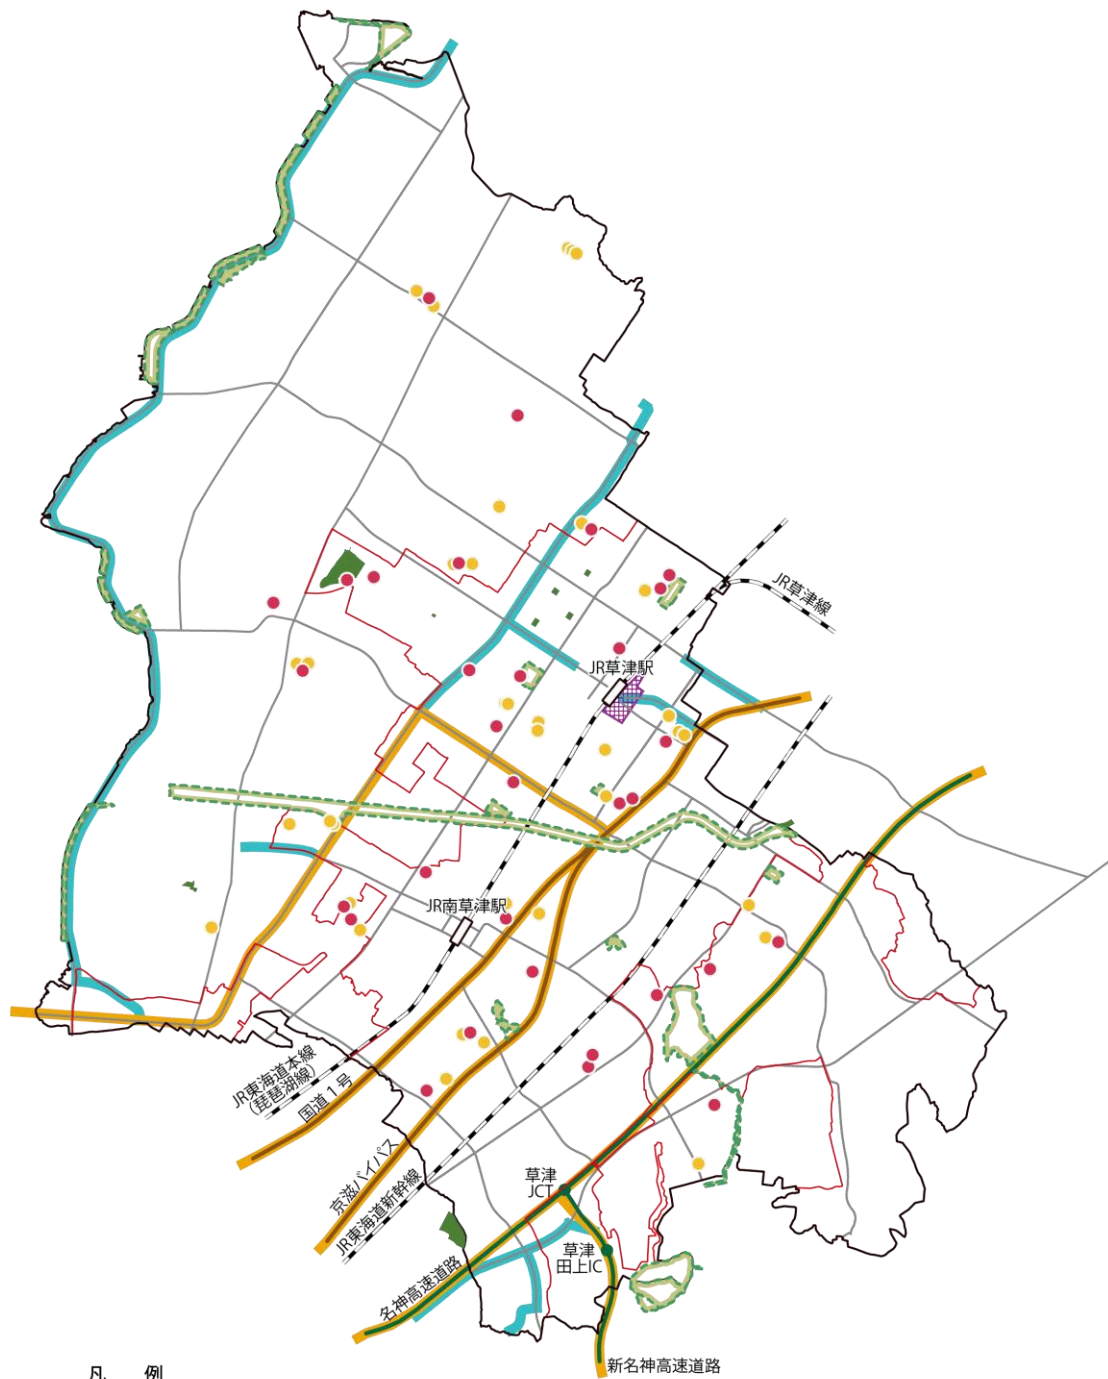 JR草津線
JR草津駅
JR南草津駅
JR東海道本線
(琵琶湖線)
国道1号
京滋バイパス
JR東海道新幹線
草津
JCT
草津
田上IC
名神高速道路
新名神高速道路
凡　例